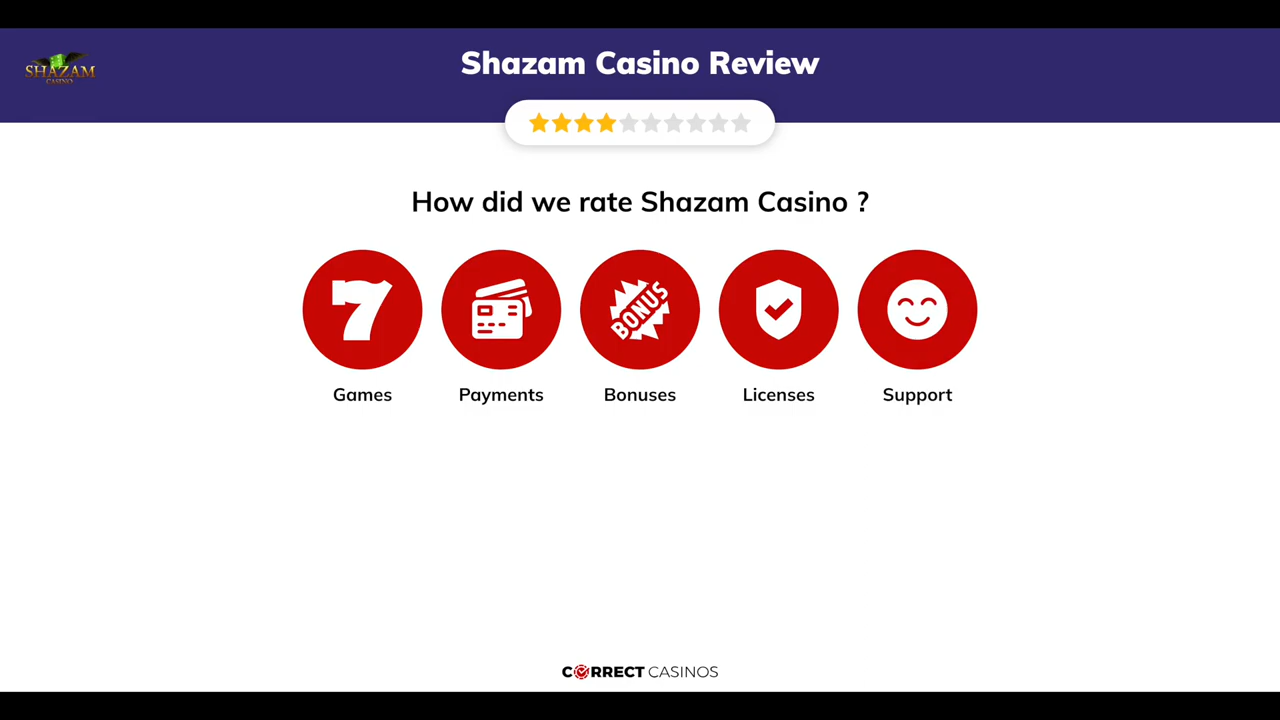 SHAZAM
CASINO
Shazam Casino Review
How did we rate Shazam Casino ?
BONUS
Games Payments Bonuses Licenses Support
CORRECT CASINOS